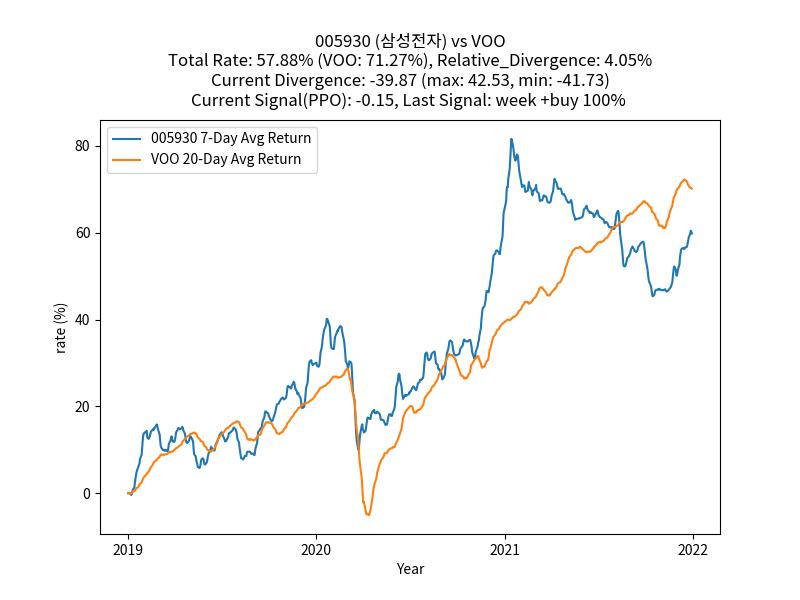 005930 (삼성전자) vs VOO
Total Rate: 57.88% (VOO: 71.27%), Relative_Divergence: 4.05%
Current Divergence: -39.87 (max: 42.53, min: -41.73)
Current Signal(PPO): -0.15, Last Signal: week +buy 100%
005930 7-Day Avg Return
VOO 20-Day Avg Return
80
60
40
20
0
rate (%)
2019
2020
2021
2022
Year